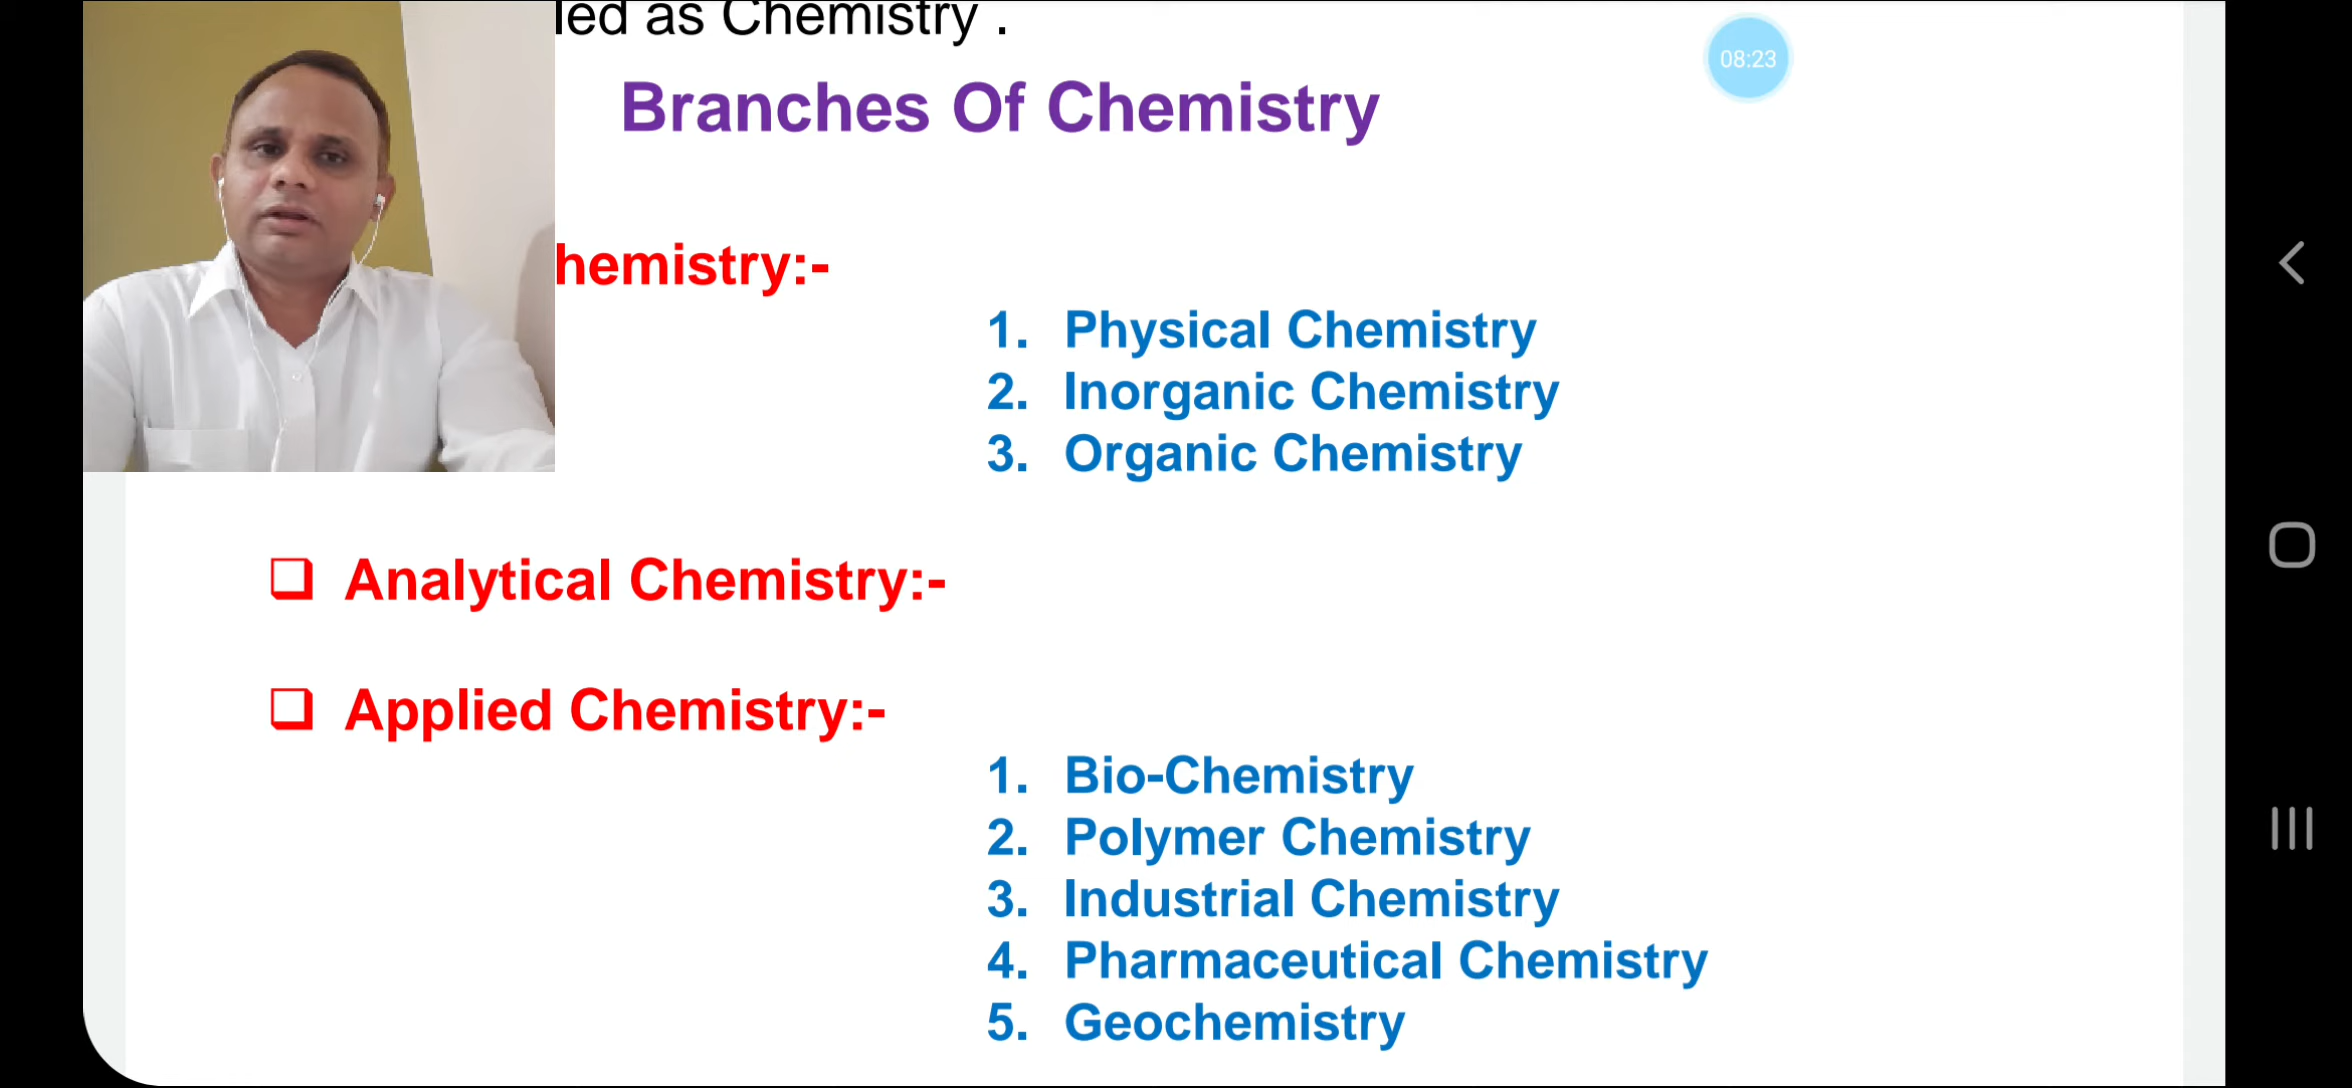 led as Chemistry .
08:23
Branches Of Chemistry
hemistry:-
1. Physical Chemistry
2. Inorganic Chemistry
3. Organic Chemistry
❑ Analytical Chemistry:-
❑ Applied Chemistry:-
1. Bio-Chemistry
2. Polymer Chemistry
3. Industrial Chemistry
4. Pharmaceutical Chemistry
5. Geochemistry